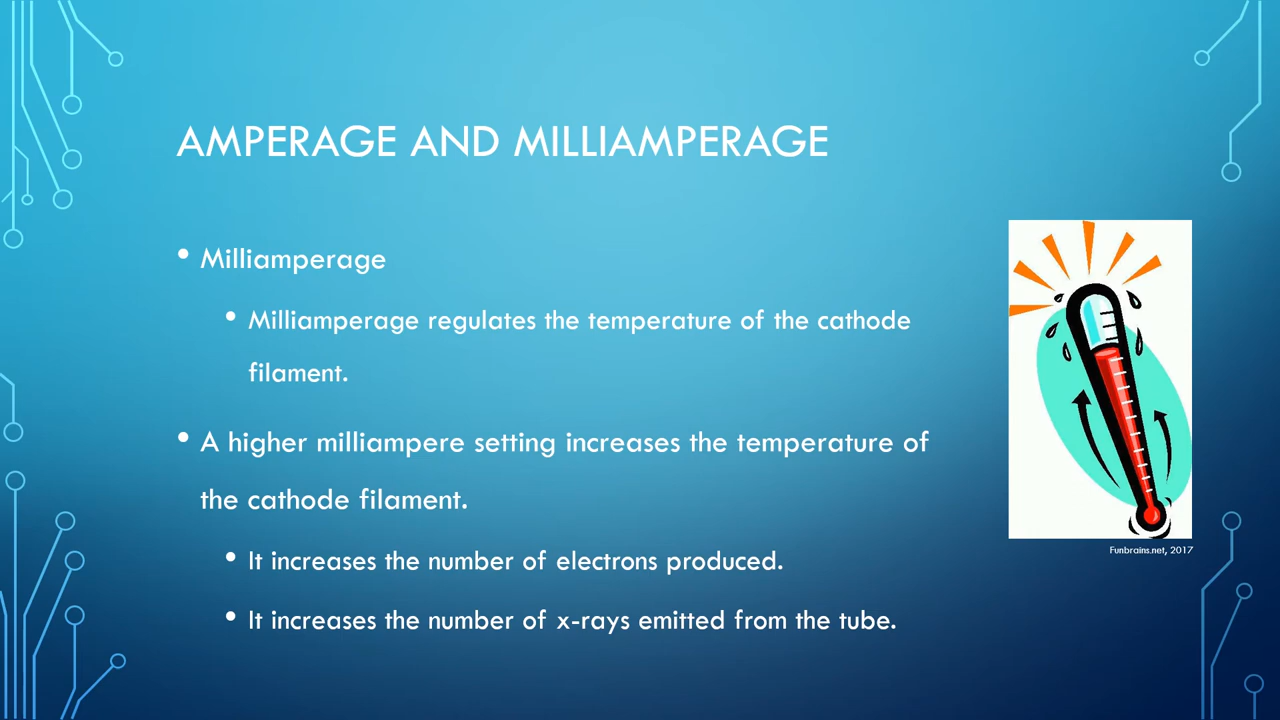 AMPERAGE AND MILLIAMPERAGE
• Milliamperage
• Milliamperage regulates the temperature of the cathode
filament.
• A higher milliampere setting increases the temperature of
the cathode filament.
• It increases the number of electrons produced.
• It increases the number of x-rays emitted from the tube.
Funbrains.net, 2017